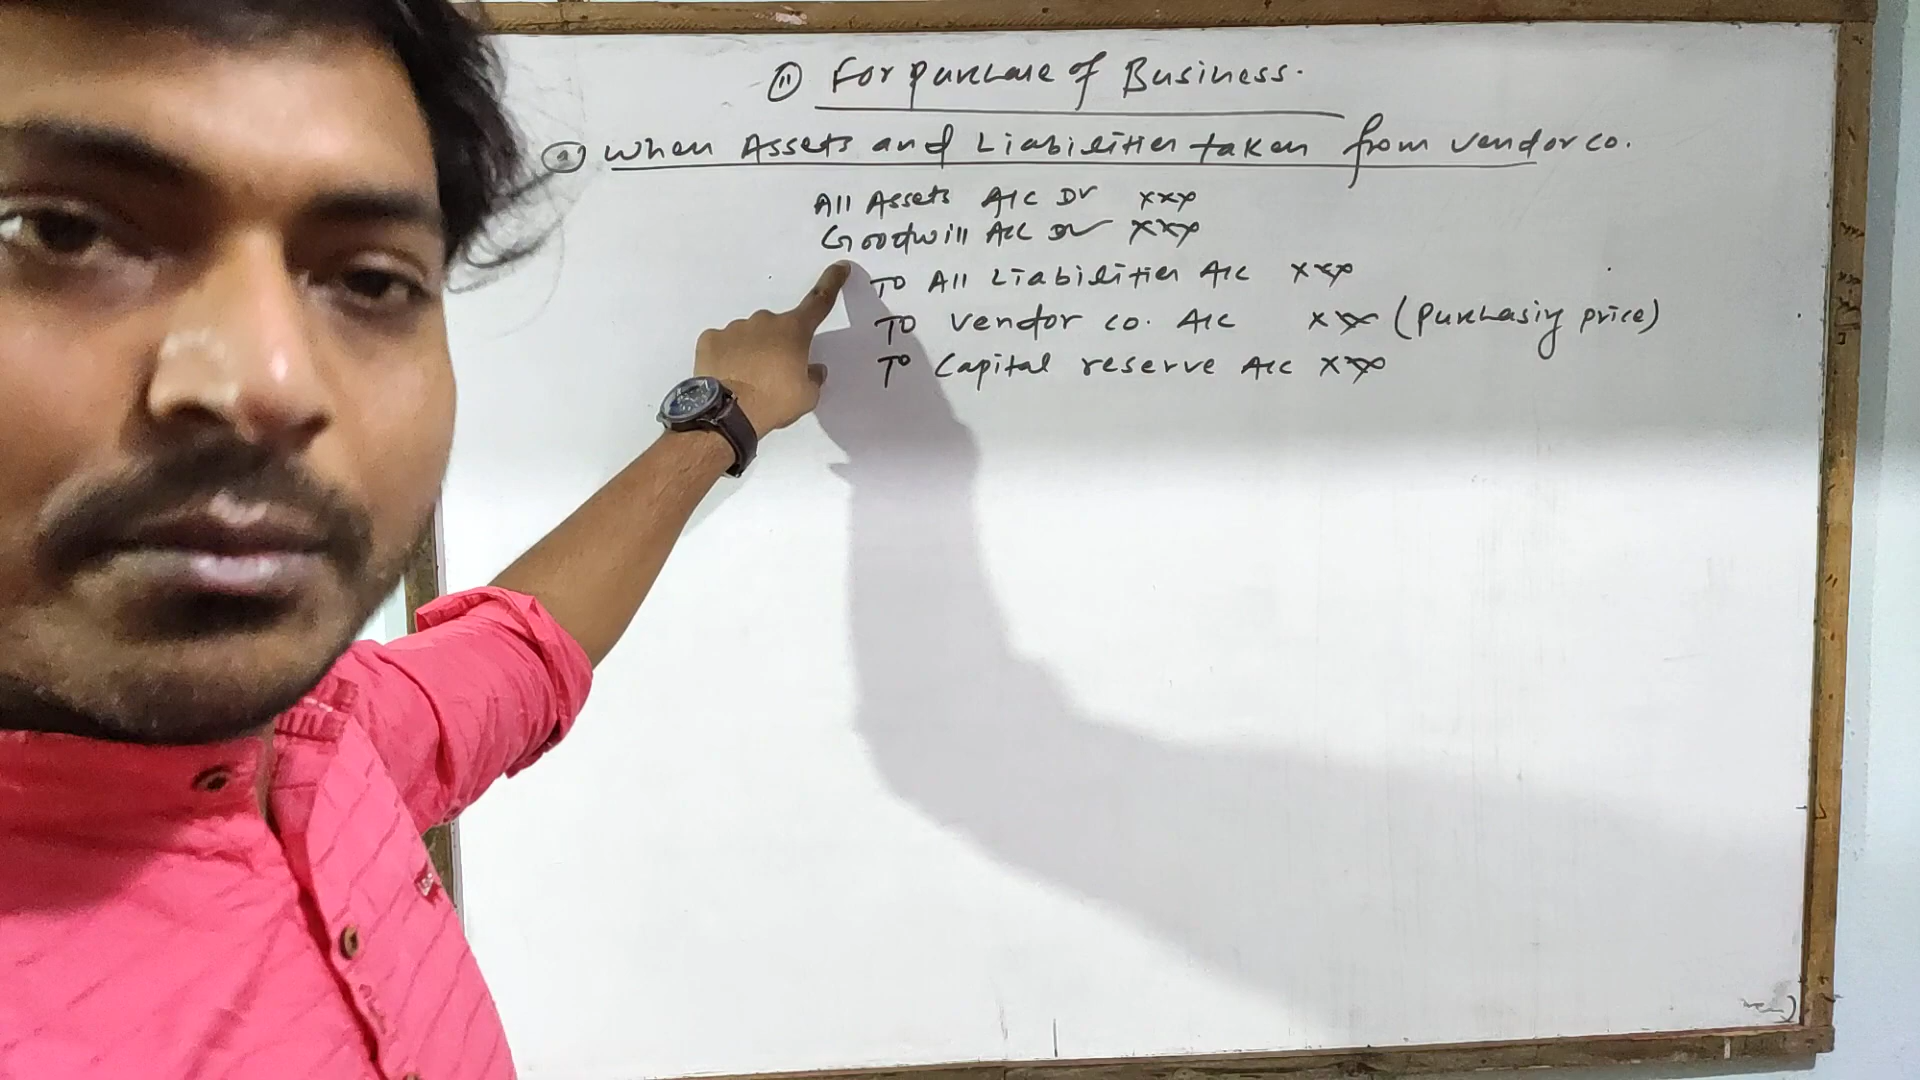 (11) For purchase of Business.
(a) When Assets and Liabilities taken from vendor co.
All Assets A/C Dr xxx
Goodwill A/C Dr xxx
To All Liabilities A/C xxx
To Vendor co. A/C xxx (Purchasing price)
To Capital reserve A/C xxx